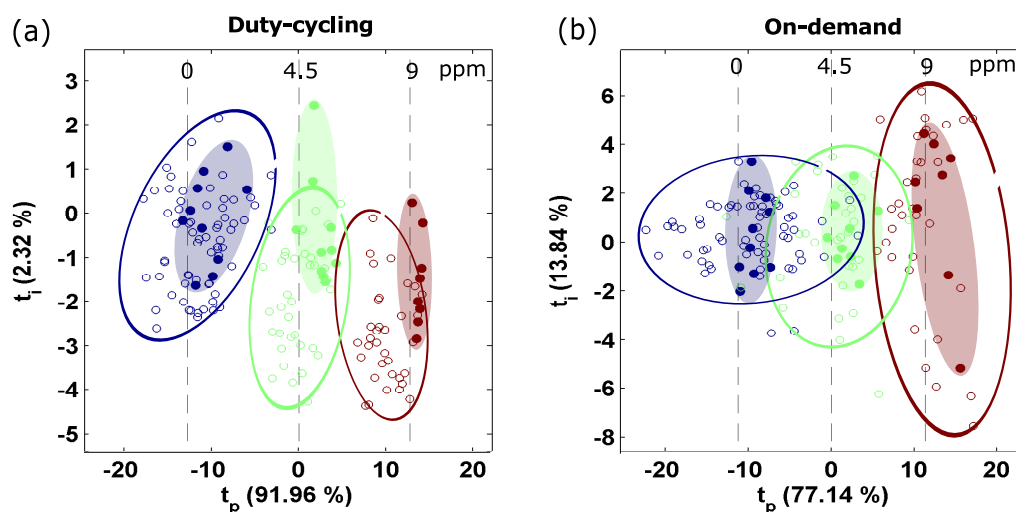 (a) Duty-cycling
0 4.5 9 ppm
3
2
1
0
-1
-2
-3
-4
-5
t_i (2.32 %)
-20 -10 0 10 20
t_p (91.96 %)
(b) On-demand
0 4.5 9 ppm
6
4
2
0
-2
-4
-6
-8
t_i (13.84 %)
-20 -10 0 10 20
t_p (77.14 %)